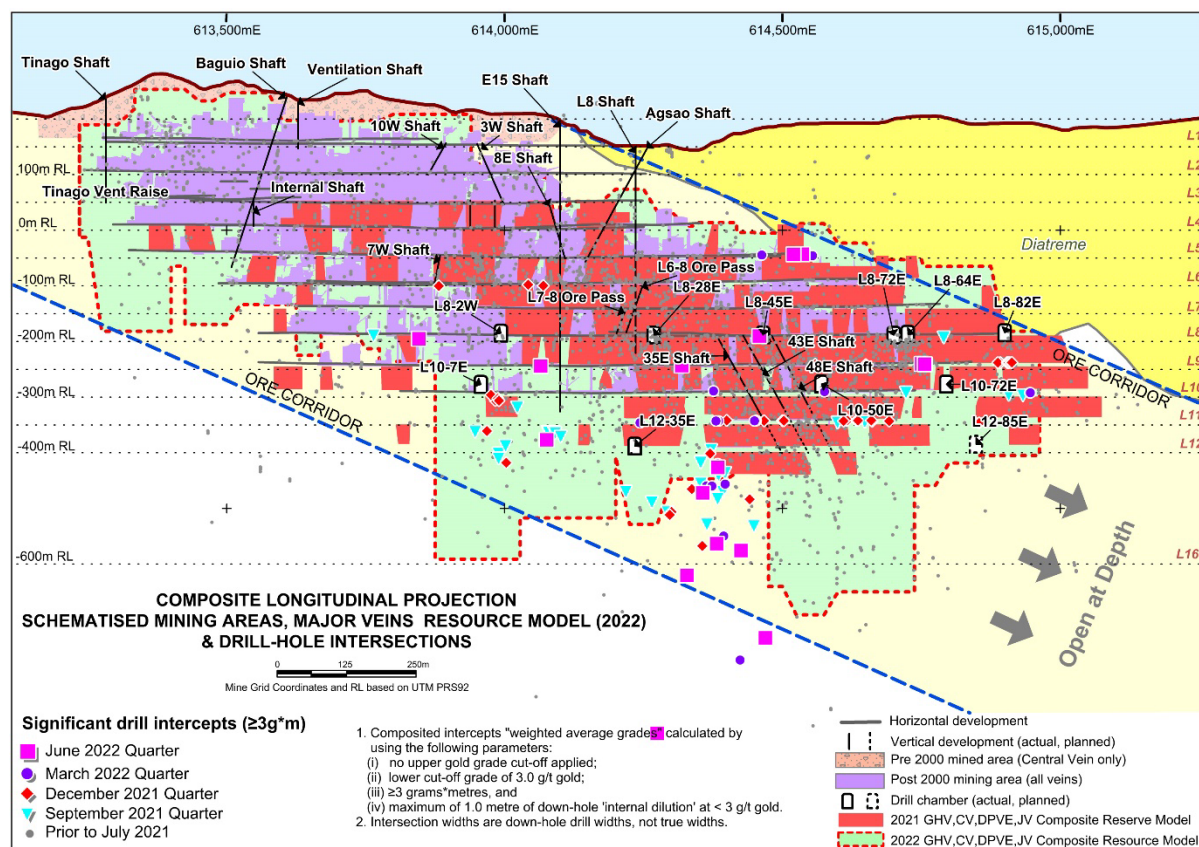 613,500mE
614,000mE
614,500mE
615,000mE
Tinago Shaft
Baguio Shaft
Ventilation Shaft
E15 Shaft
L8 Shaft
Agsao Shaft
10W Shaft
3W Shaft
8E Shaft
100m RL
Tinago Vent Raise
Internal Shaft
0m RL
7W Shaft
L6-8 Ore Pass
Diatreme
-100m RL
L7-8 Ore Pass
L8-2W
L8-28E
L8-45E
L8-72E
L8-64E
L8-82E
-200m RL
43E Shaft
35E Shaft
48E Shaft
L10-7E
L10-50E
L10-72E
-300m RL
ORE CORRIDOR
ORE CORRIDOR
L12-35E
L12-85E
-400m RL
-600m RL
L1
L2
L6
L8
L9
L10
L11
L12
L16
Open at Depth
COMPOSITE LONGITUDINAL PROJECTION
SCHEMATISED MINING AREAS, MAJOR VEINS RESOURCE MODEL (2022)
& DRILL-HOLE INTERSECTIONS
0 125 250m
Mine Grid Coordinates and RL based on UTM PRS92
Significant drill intercepts (≥3g*m)
June 2022 Quarter
March 2022 Quarter
December 2021 Quarter
September 2021 Quarter
Prior to July 2021
1. Composited intercepts "weighted average grades" calculated by
using the following parameters:
(i) no upper gold grade cut-off applied;
(ii) lower cut-off grade of 3.0 g/t gold;
(iii) ≥3 grams*metres, and
(iv) maximum of 1.0 metre of down-hole 'internal dilution' at < 3 g/t gold.
2. Intersection widths are down-hole drill widths, not true widths.
Horizontal development
Vertical development (actual, planned)
Pre 2000 mined area (Central Vein only)
Post 2000 mining area (all veins)
Drill chamber (actual, planned)
2021 GHV,CV,DPVE,JV Composite Reserve Model
2022 GHV,CV,DPVE,JV Composite Resource Model